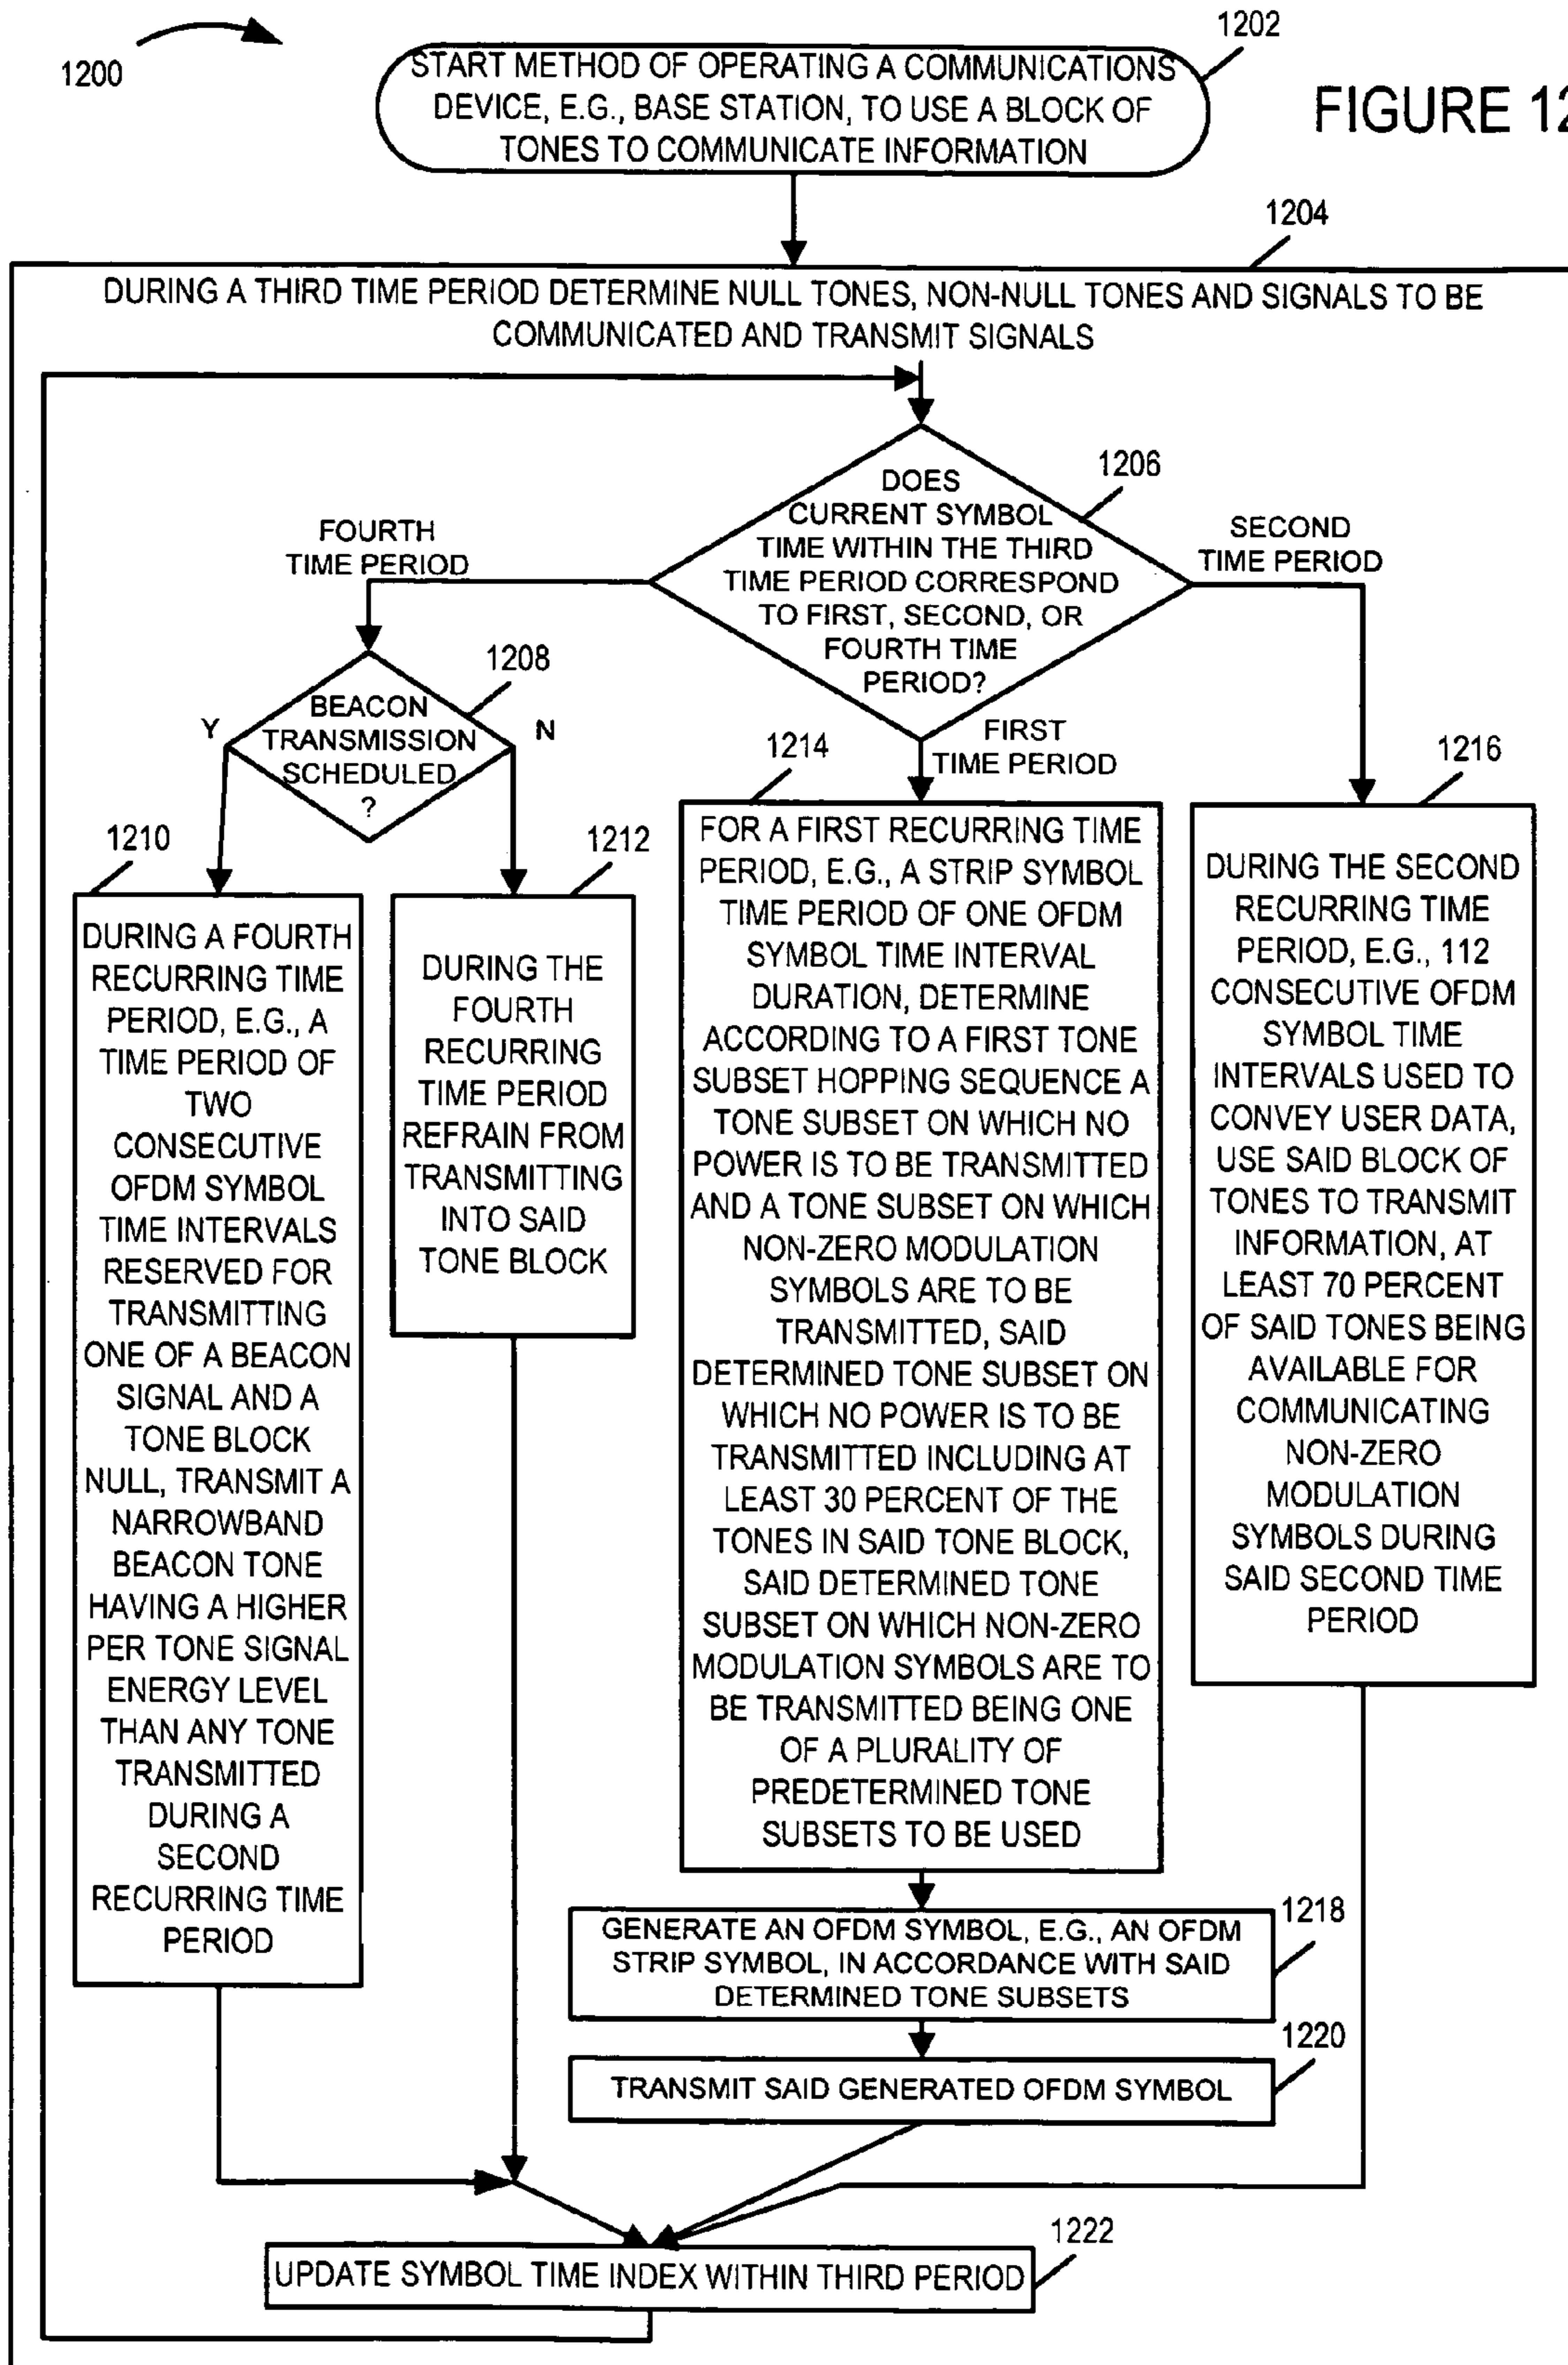 1200
1202
START METHOD OF OPERATING A COMMUNICATIONS
DEVICE, E.G., BASE STATION, TO USE A BLOCK OF
TONES TO COMMUNICATE INFORMATION
FIGURE 12
1204
DURING A THIRD TIME PERIOD DETERMINE NULL TONES, NON-NULL TONES AND SIGNALS TO BE
COMMUNICATED AND TRANSMIT SIGNALS
1206
DOES
CURRENT SYMBOL
TIME WITHIN THE THIRD
TIME PERIOD CORRESPOND
TO FIRST, SECOND, OR
FOURTH TIME
PERIOD?
FOURTH
TIME PERIOD
SECOND
TIME PERIOD
FIRST
TIME PERIOD
1208
BEACON
TRANSMISSION
SCHEDULED
?
Y
N
1210
DURING A FOURTH
RECURRING TIME
PERIOD, E.G., A
TIME PERIOD OF
TWO
CONSECUTIVE
OFDM SYMBOL
TIME INTERVALS
RESERVED FOR
TRANSMITTING
ONE OF A BEACON
SIGNAL AND A
TONE BLOCK
NULL, TRANSMIT A
NARROWBAND
BEACON TONE
HAVING A HIGHER
PER TONE SIGNAL
ENERGY LEVEL
THAN ANY TONE
TRANSMITTED
DURING A
SECOND
RECURRING TIME
PERIOD
1212
DURING THE
FOURTH
RECURRING
TIME PERIOD
REFRAIN FROM
TRANSMITTING
INTO SAID
TONE BLOCK
1214
FOR A FIRST RECURRING TIME
PERIOD, E.G., A STRIP SYMBOL
TIME PERIOD OF ONE OFDM
SYMBOL TIME INTERVAL
DURATION, DETERMINE
ACCORDING TO A FIRST TONE
SUBSET HOPPING SEQUENCE A
TONE SUBSET ON WHICH NO
POWER IS TO BE TRANSMITTED
AND A TONE SUBSET ON WHICH
NON-ZERO MODULATION
SYMBOLS ARE TO BE
TRANSMITTED, SAID
DETERMINED TONE SUBSET ON
WHICH NO POWER IS TO BE
TRANSMITTED INCLUDING AT
LEAST 30 PERCENT OF THE
TONES IN SAID TONE BLOCK,
SAID DETERMINED TONE
SUBSET ON WHICH NON-ZERO
MODULATION SYMBOLS ARE TO
BE TRANSMITTED BEING ONE
OF A PLURALITY OF
PREDETERMINED TONE
SUBSETS TO BE USED
1216
DURING THE SECOND
RECURRING TIME
PERIOD, E.G., 112
CONSECUTIVE OFDM
SYMBOL TIME
INTERVALS USED TO
CONVEY USER DATA,
USE SAID BLOCK OF
TONES TO TRANSMIT
INFORMATION, AT
LEAST 70 PERCENT
OF SAID TONES BEING
AVAILABLE FOR
COMMUNICATING
NON-ZERO
MODULATION
SYMBOLS DURING
SAID SECOND TIME
PERIOD
1218
GENERATE AN OFDM SYMBOL, E.G., AN OFDM
STRIP SYMBOL, IN ACCORDANCE WITH SAID
DETERMINED TONE SUBSETS
1220
TRANSMIT SAID GENERATED OFDM SYMBOL
1222
UPDATE SYMBOL TIME INDEX WITHIN THIRD PERIOD